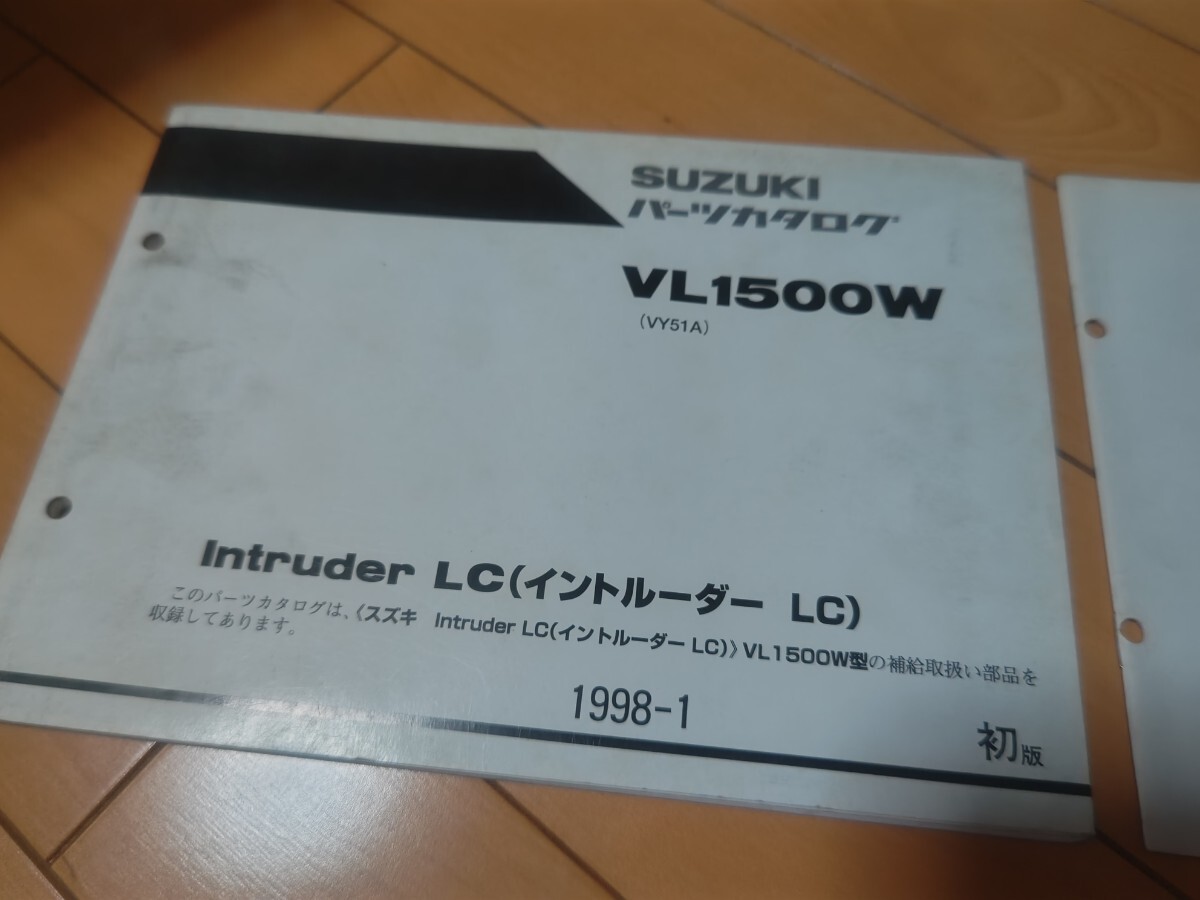 SUZUKI
パーツカタログ
VL1500W
(VY51A)
Intruder LC(イントルーダー LC)
このパーツカタログは、〈スズキ Intruder LC(イントルーダー LC)〉VL1500W型の補給取扱い部品を
収録してあります。
1998-1
初版